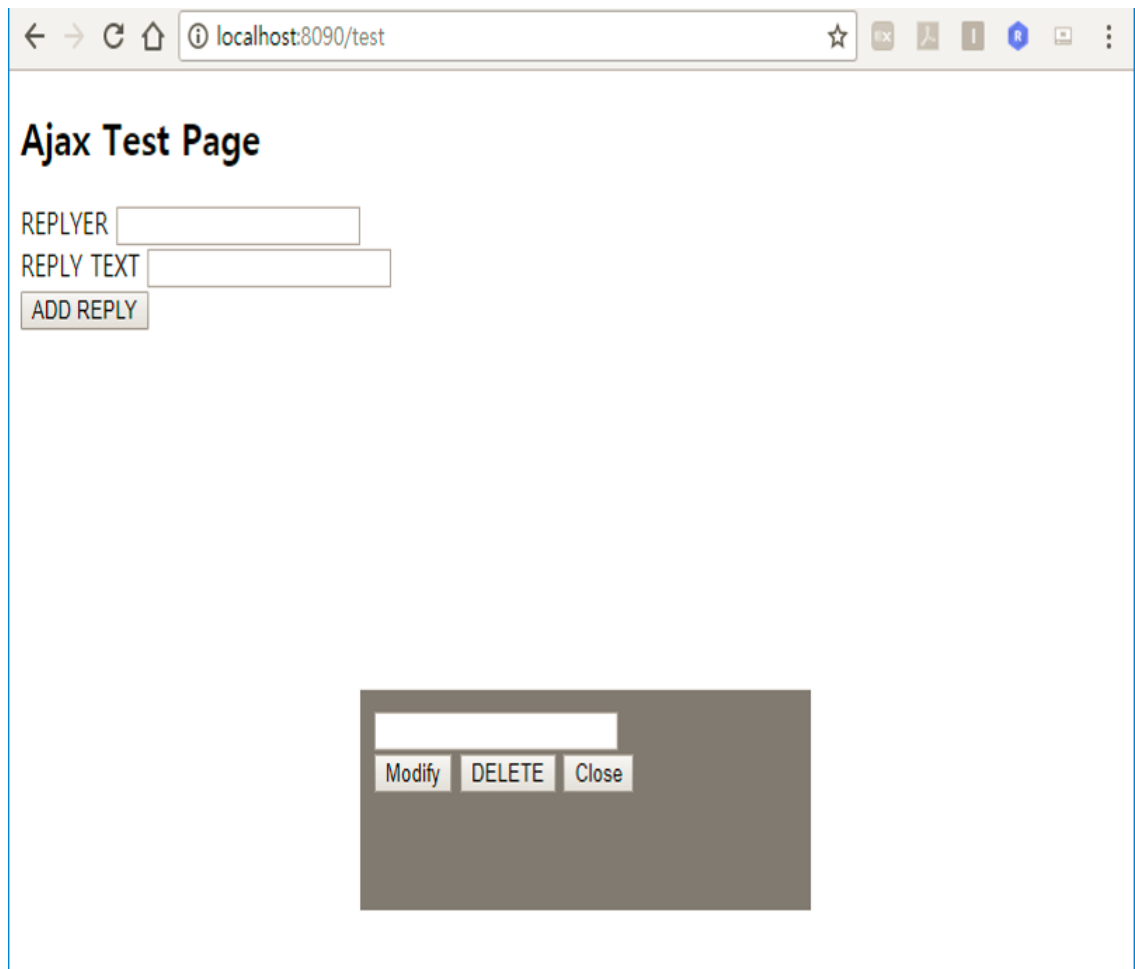 localhost:8090/test
Ajax Test Page
REPLYER
REPLY TEXT
ADD REPLY
Modify DELETE Close